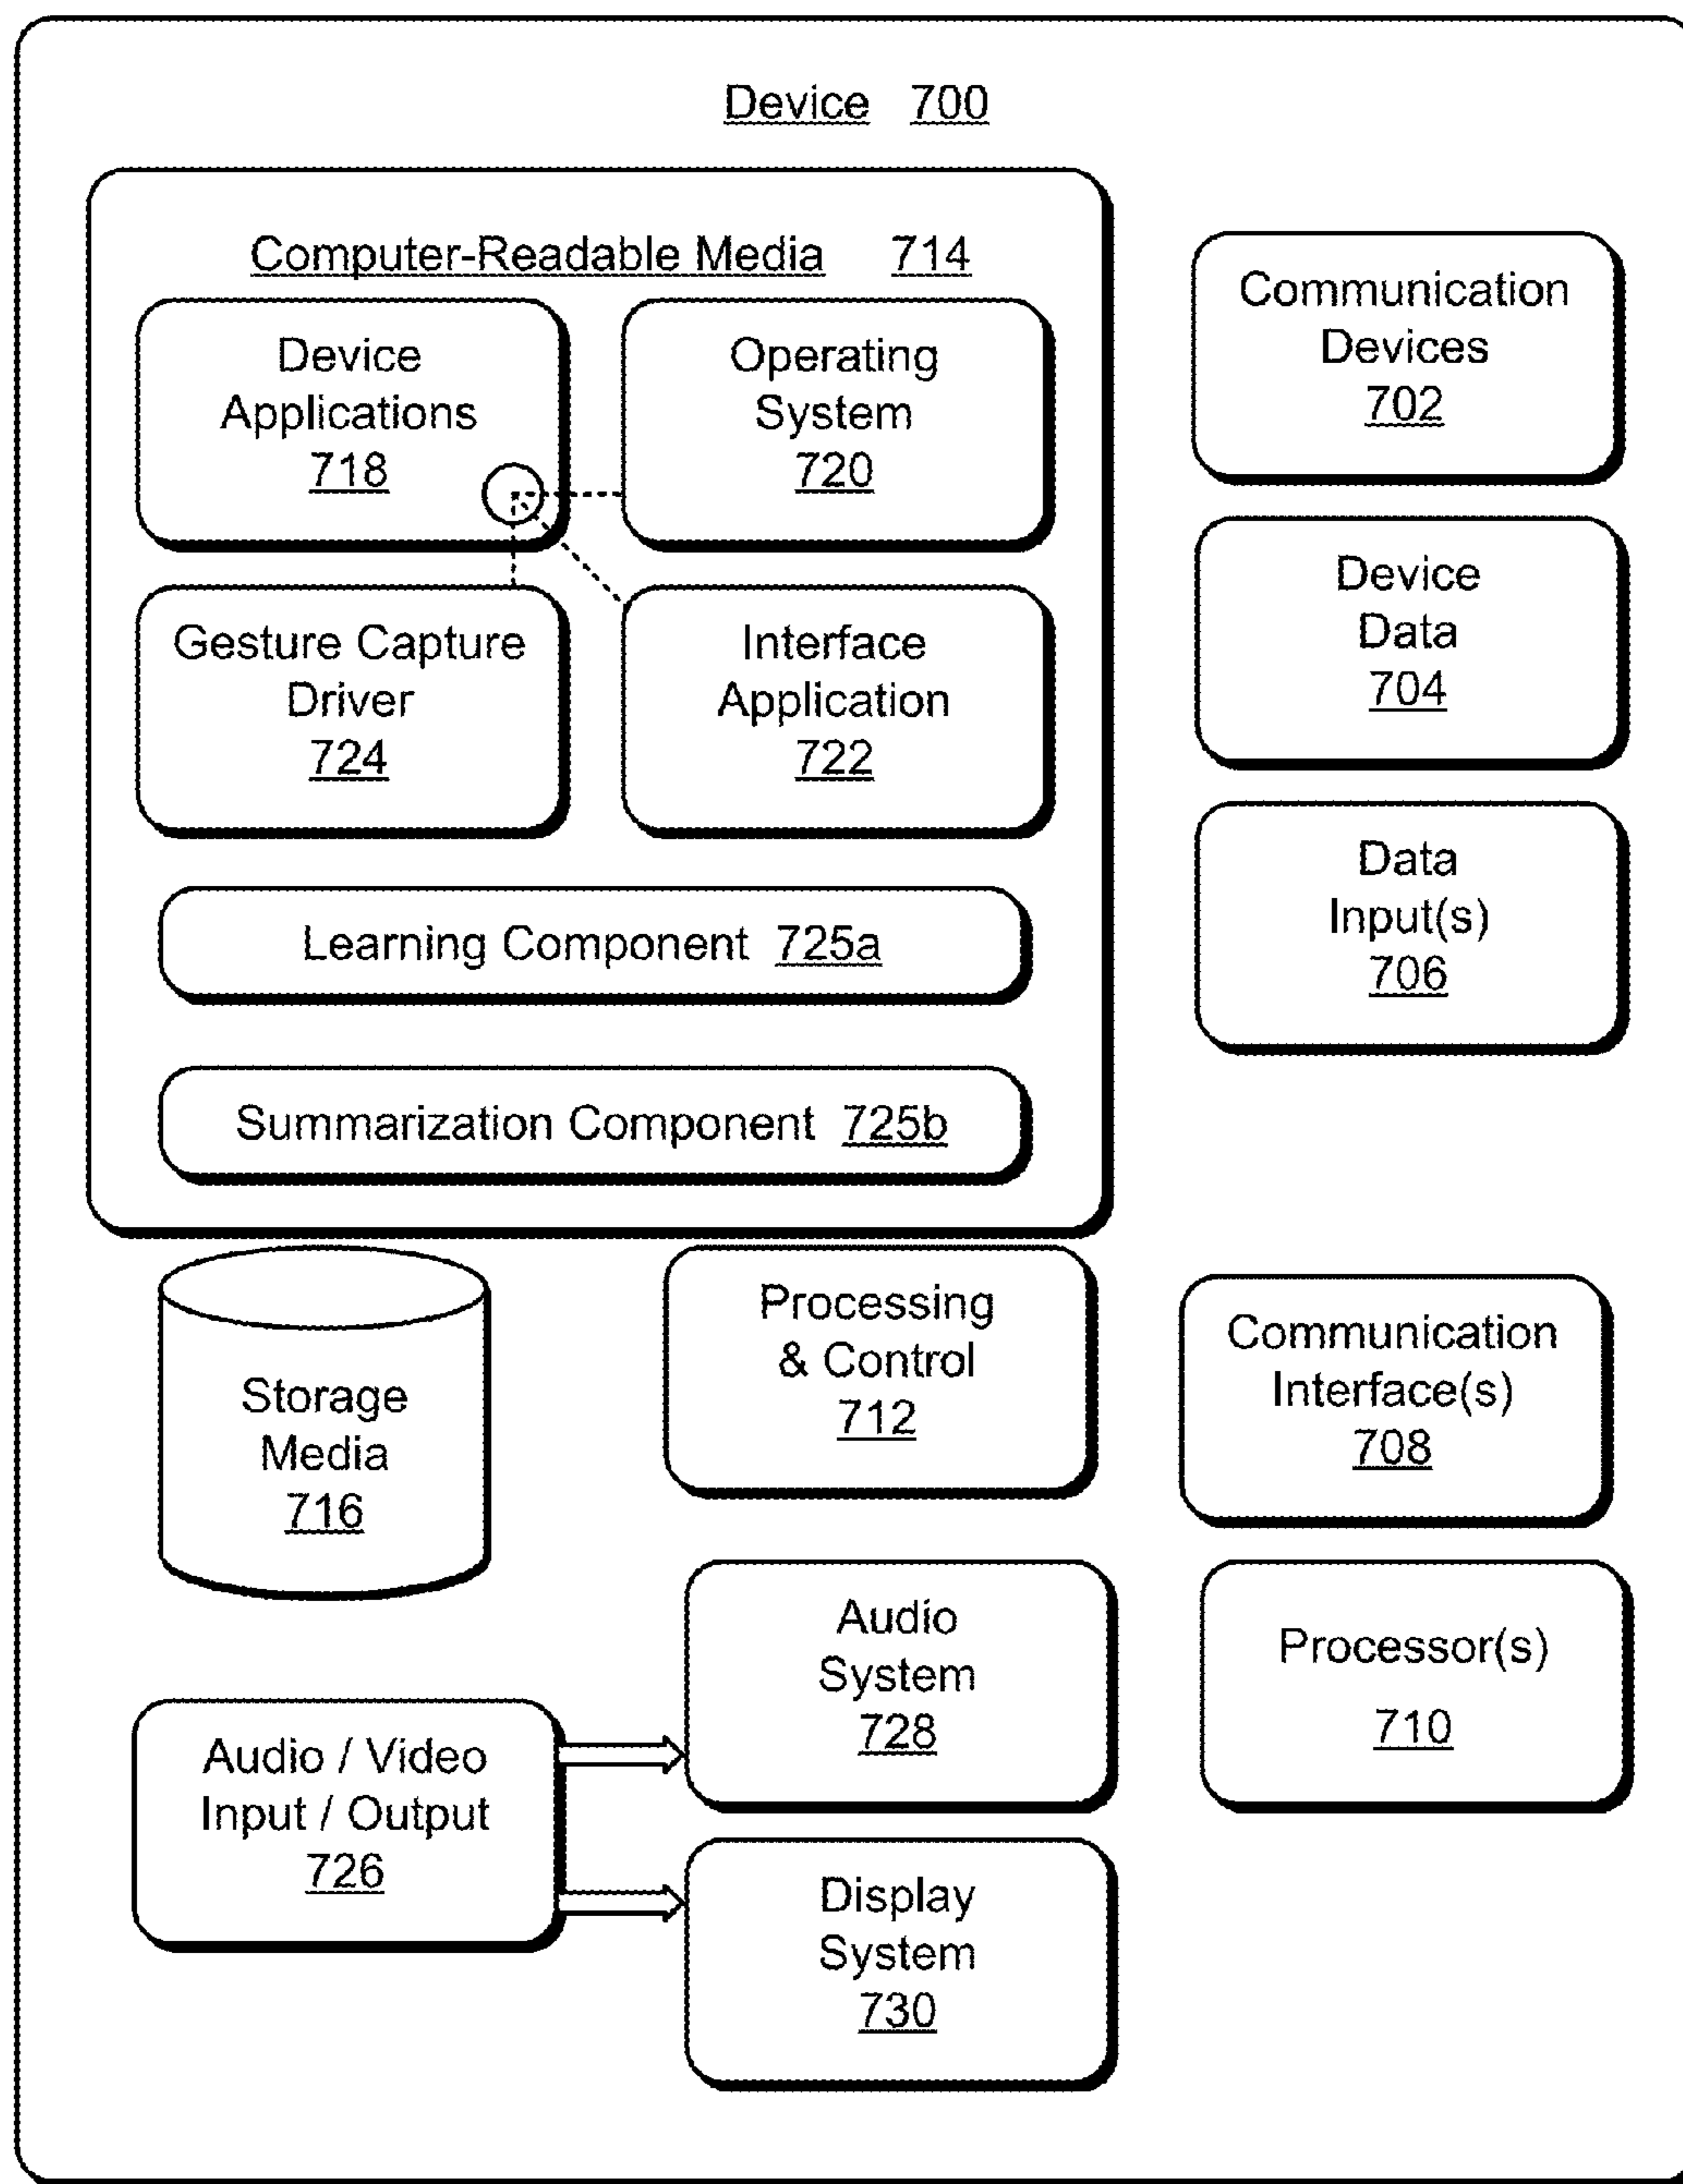 Device 700
Computer-Readable Media 714
Device
Applications
718
Operating
System
720
Gesture Capture
Driver
724
Interface
Application
722
Learning Component 725a
Summarization Component 725b
Communication
Devices
702
Device
Data
704
Data
Input(s)
706
Storage
Media
716
Processing
& Control
712
Communication
Interface(s)
708
Audio / Video
Input / Output
726
Audio
System
728
Display
System
730
Processor(s)
710